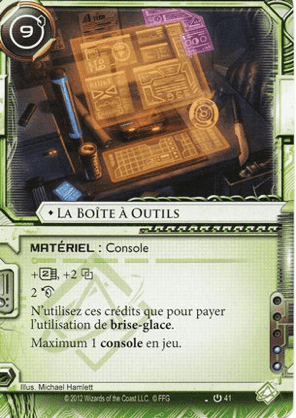 9
♦ LA BOÎTE À OUTILS
MATÉRIEL : Console
+2, +2
2
N'utilisez ces crédits que pour payer
l'utilisation de brise-glace.
Maximum 1 console en jeu.
Illus. Michael Hamlett
© 2012 Wizards of the Coast LLC. © FFG
41